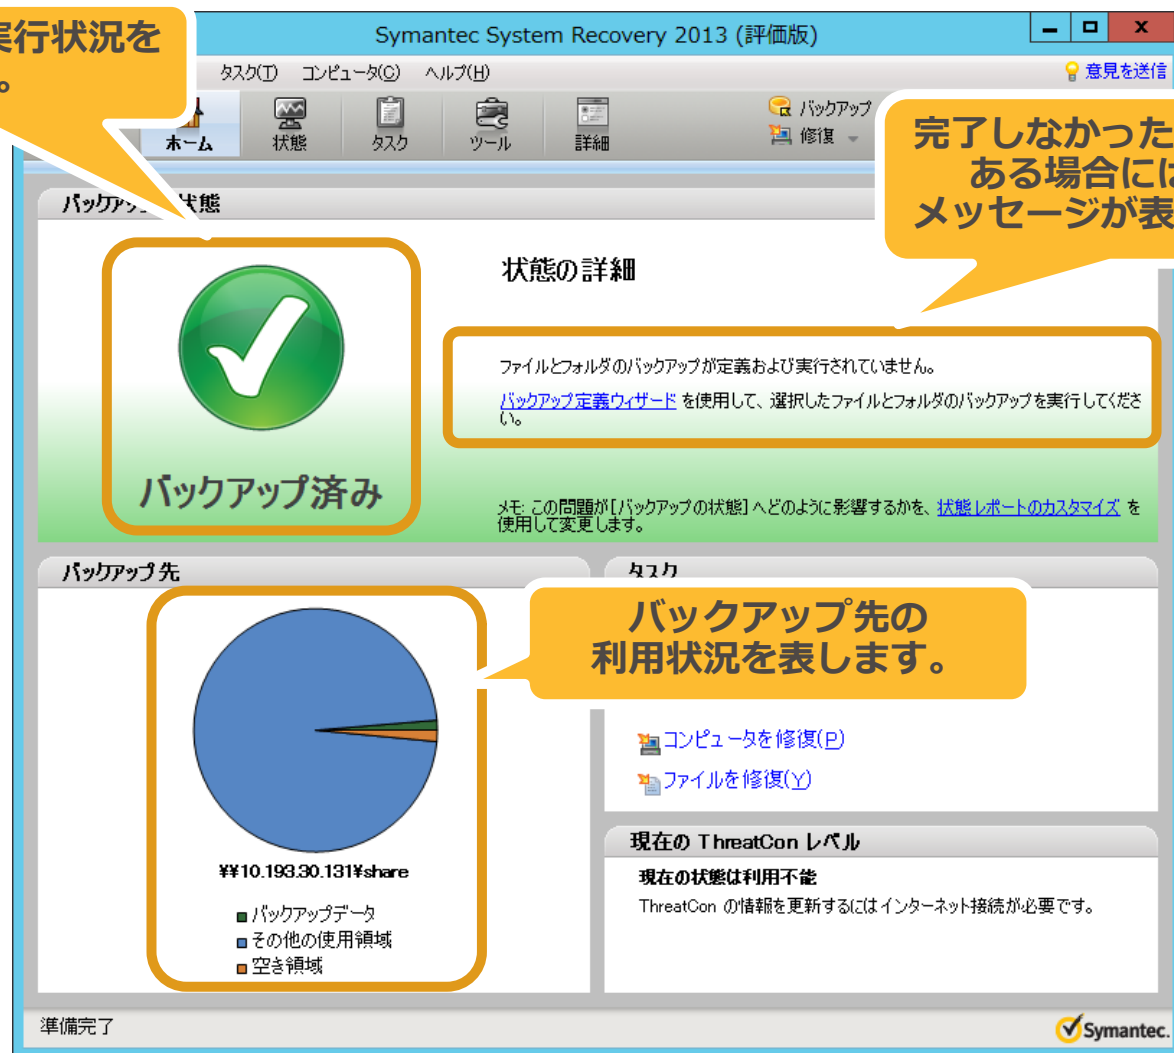 実行状況を
。
Symantec System Recovery 2013 (評価版)
タスク(T) コンピュータ(C) ヘルプ(H)
意見を送信
ホーム
状態
タスク
ツール
詳細
バックアップ
修復
完了しなかった
ある場合には
メッセージが表
バックアップ
状態
状態の詳細
ファイルとフォルダのバックアップが定義および実行されていません。
バックアップ定義ウィザード を使用して、選択したファイルとフォルダのバックアップを実行してくださ
い。
バックアップ済み
メモ: この問題が[バックアップの状態] へどのように影響するかを、状態レポートのカスタマイズ を
使用して変更します。
バックアップ先
タスク
バックアップ先の
利用状況を表します。
コンピュータを修復(P)
ファイルを修復(Y)
¥¥10.193.30.131¥share
バックアップデータ
その他の使用領域
空き領域
現在の ThreatCon レベル
現在の状態は利用不能
ThreatCon の情報を更新するにはインターネット接続が必要です。
準備完了
Symantec.